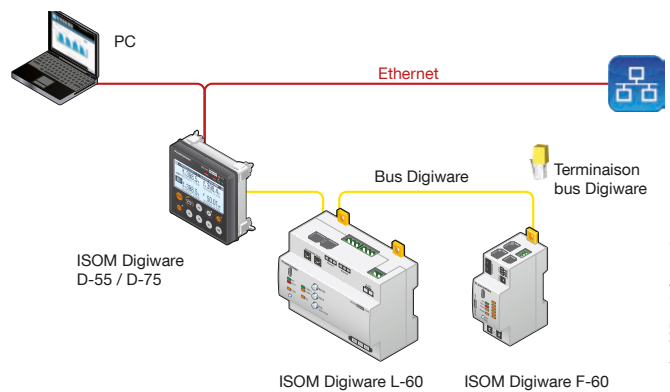 PC
Ethernet
Bus Digiware
Terminaison
bus Digiware
ISOM Digiware
D-55 / D-75
ISOM Digiware L-60
ISOM Digiware F-60